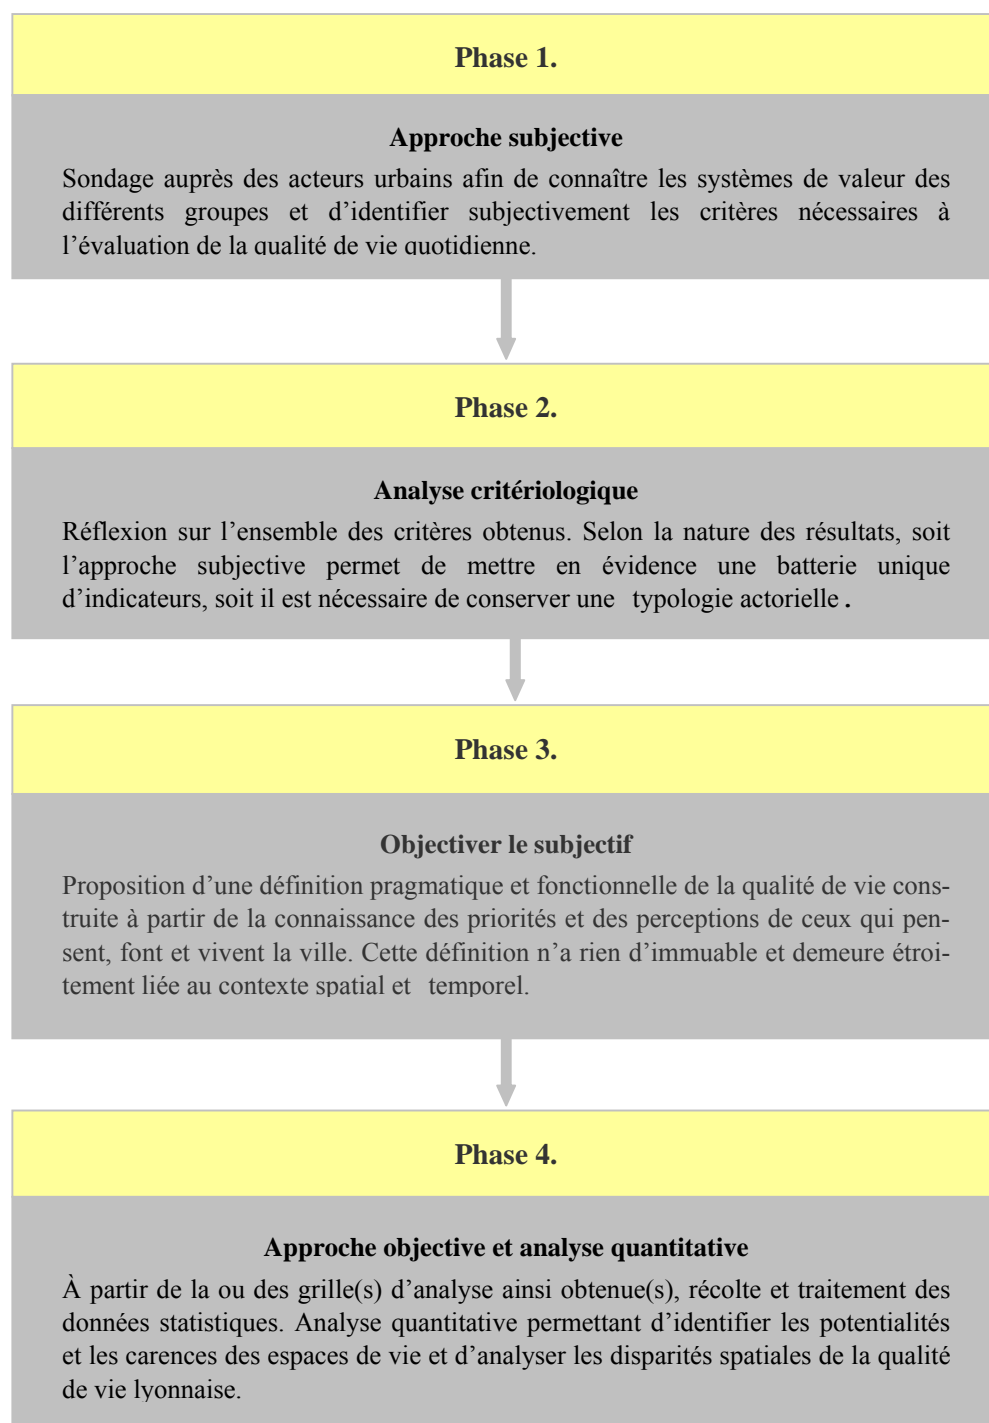 Phase 1.
Approche subjective
Sondage auprès des acteurs urbains afin de connaître les systèmes de valeur des
différents groupes et d’identifier subjectivement les critères nécessaires à
l’évaluation de la qualité de vie quotidienne.
Phase 2.
Analyse critériologique
Réflexion sur l’ensemble des critères obtenus. Selon la nature des résultats, soit
l’approche subjective permet de mettre en évidence une batterie unique
d’indicateurs, soit il est nécessaire de conserver une typologie actorielle .
Phase 3.
Objectiver le subjectif
Proposition d’une définition pragmatique et fonctionnelle de la qualité de vie cons-
truite à partir de la connaissance des priorités et des perceptions de ceux qui pen-
sent, font et vivent la ville. Cette définition n’a rien d’immuable et demeure étroi-
tement liée au contexte spatial et temporel.
Phase 4.
Approche objective et analyse quantitative
À partir de la ou des grille(s) d’analyse ainsi obtenue(s), récolte et traitement des
données statistiques. Analyse quantitative permettant d’identifier les potentialités
et les carences des espaces de vie et d’analyser les disparités spatiales de la qualité
de vie lyonnaise.